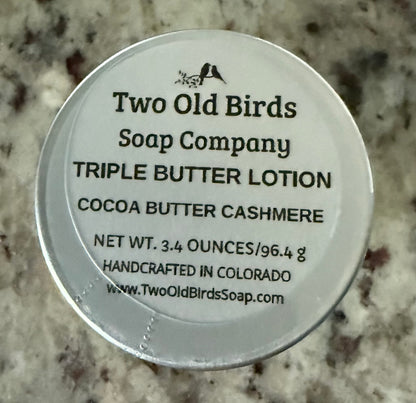 Two Old Birds
Soap Company
TRIPLE BUTTER LOTION
COCOA BUTTER CASHMERE
NET WT. 3.4 OUNCES/96.4 g
HANDCRAFTED IN COLORADO
www.TwoOldBirdsSoap.com